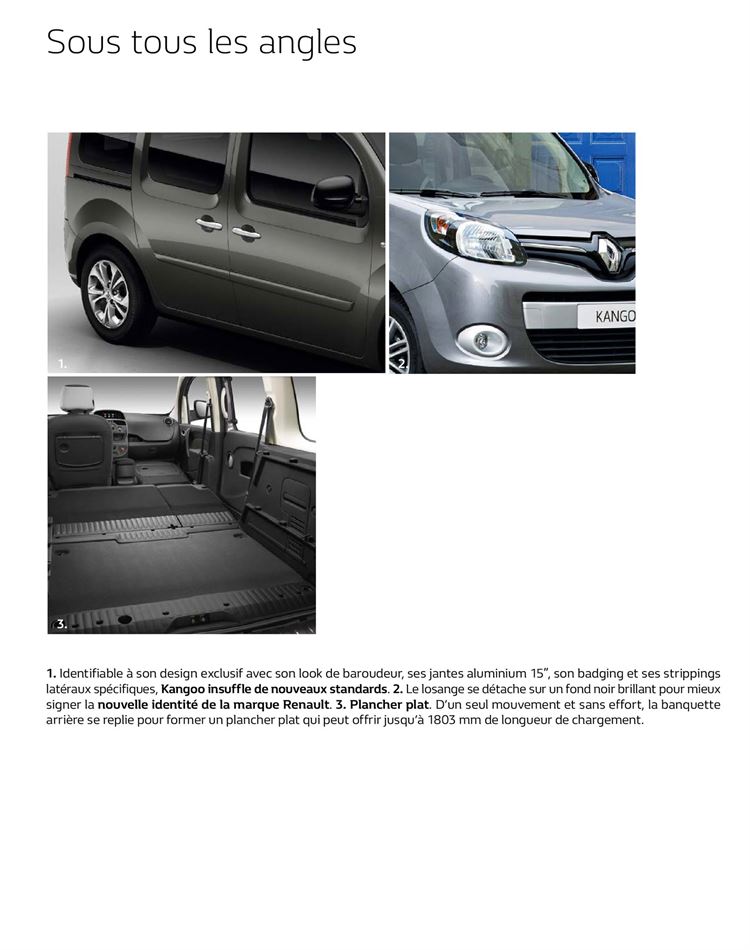 Sous tous les angles
KANGO
1.
2.
3.
1. Identifiable à son design exclusif avec son look de baroudeur, ses jantes aluminium 15”, son badging et ses strippings
latéraux spécifiques, Kangoo insuffle de nouveaux standards. 2. Le losange se détache sur un fond noir brillant pour mieux
signer la nouvelle identité de la marque Renault. 3. Plancher plat. D’un seul mouvement et sans effort, la banquette
arrière se replie pour former un plancher plat qui peut offrir jusqu’à 1803 mm de longueur de chargement.